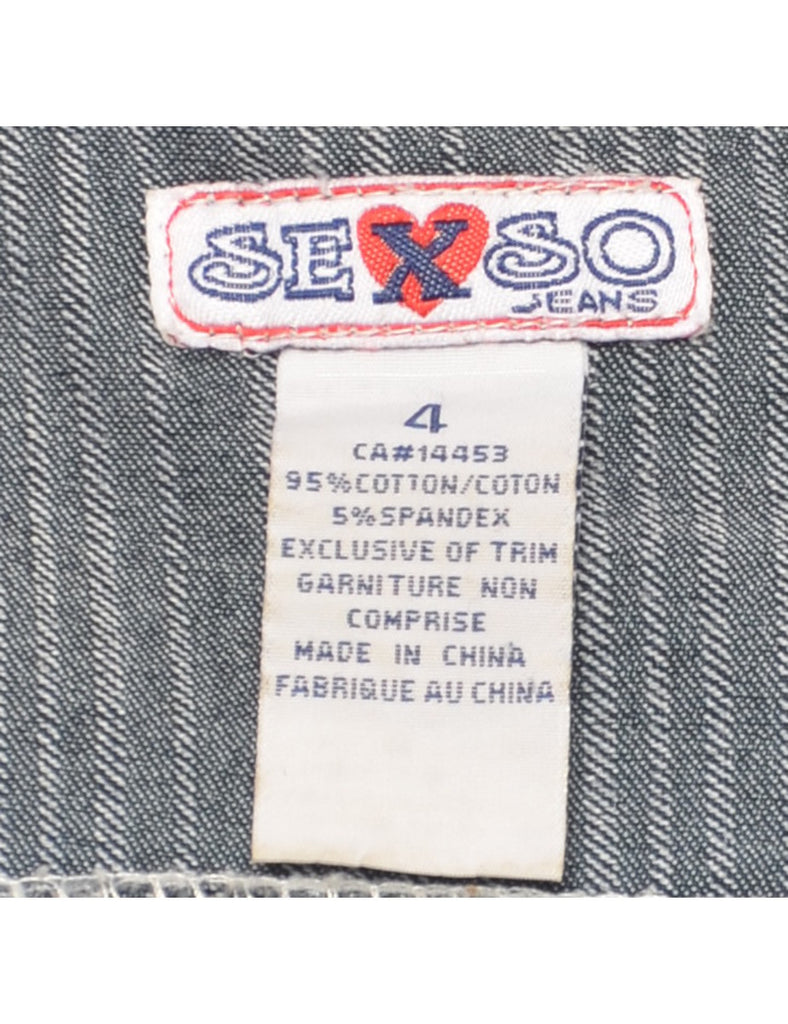 SEXSO
JEANS
4
CA#14453
95%COTTON/COTON
5%SPANDEX
EXCLUSIVE OF TRIM
GARNITURE NON
COMPRISE
MADE IN CHINA
FABRIQUE AU CHINA